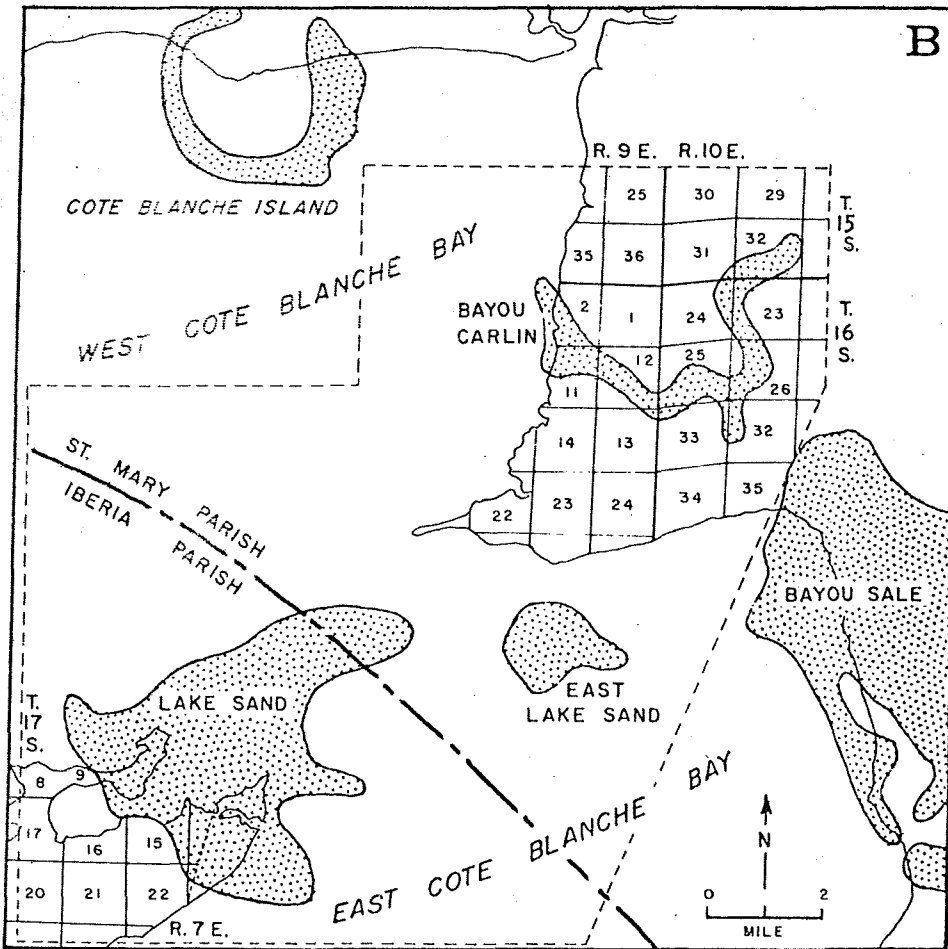 B
R. 9 E. R. 10 E.
25 30 29
T.
15
S.
COTE BLANCHE ISLAND
35 36 31 32
WEST COTE BLANCHE BAY
BAYOU
CARLIN
2 1 24 23
T.
16
S.
12 25
11 26
14 13 33 32
ST. MARY PARISH
IBERIA PARISH
22 23 24 34 35
BAYOU SALE
LAKE SAND
EAST
LAKE SAND
T.
17
S.
8 9
17 16 15
20 21 22
R. 7 E.
EAST COTE BLANCHE BAY
N
0 2
MILE